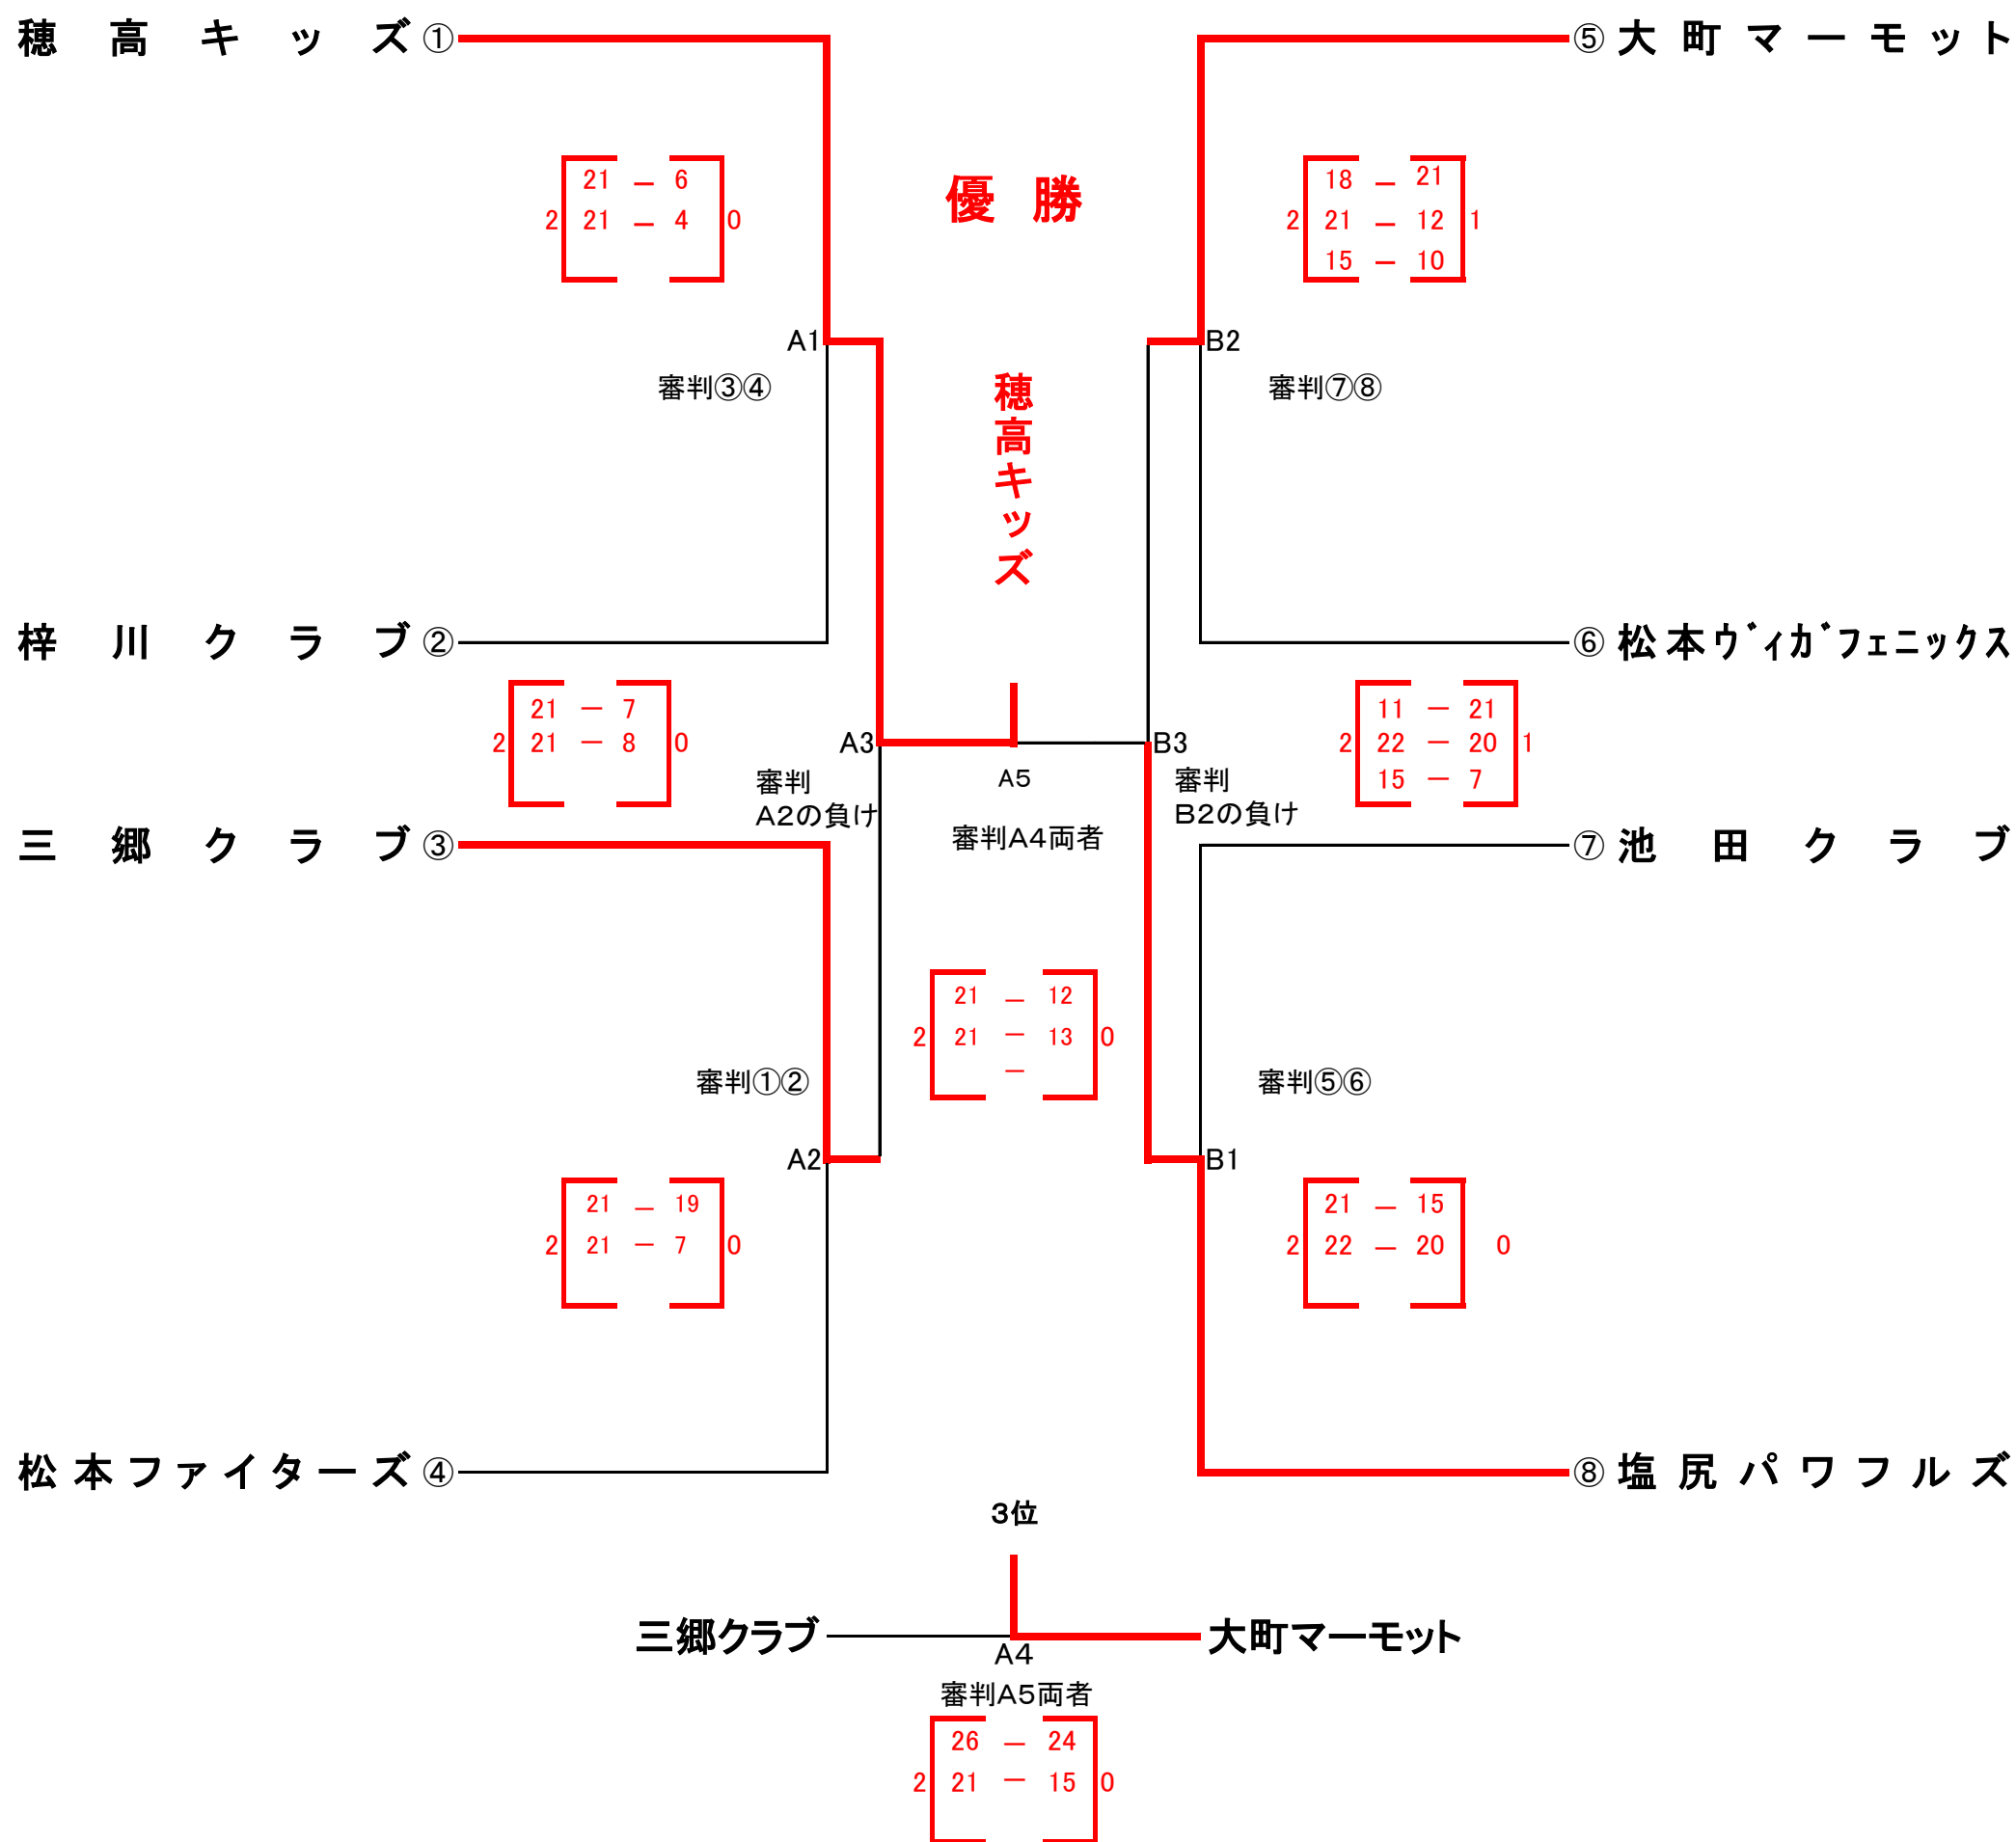 穂高キッズ① ⑤大町マーモット
優勝
21 － 6
2 21 － 4 0
18 － 21
2 21 － 12 1
15 － 10
A1 B2
審判③④ 審判⑦⑧
穂高キッズ
梓川クラブ② ⑥松本ヴィガフェニックス
21 － 7
2 21 － 8 0
11 － 21
2 22 － 20 1
15 － 7
A3 B3
A5
審判
A2の負け
審判
B2の負け
審判A4両者
三郷クラブ③ ⑦池田クラブ
21 － 12
2 21 － 13 0
－
審判①② 審判⑤⑥
A2 B1
21 － 19
2 21 － 7 0
21 － 15
2 22 － 20 0
松本ファイターズ④ ⑧塩尻パワフルズ
3位
三郷クラブ 大町マーモット
A4
審判A5両者
26 － 24
2 21 － 15 0